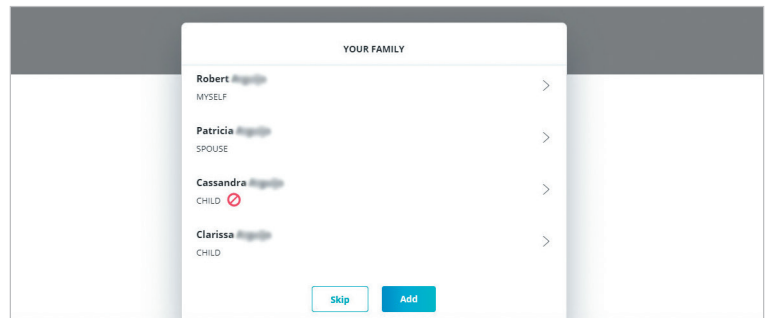 YOUR FAMILY
Robert
MYSELF
Patricia
SPOUSE
Cassandra
CHILD
Clarissa
CHILD
Skip Add